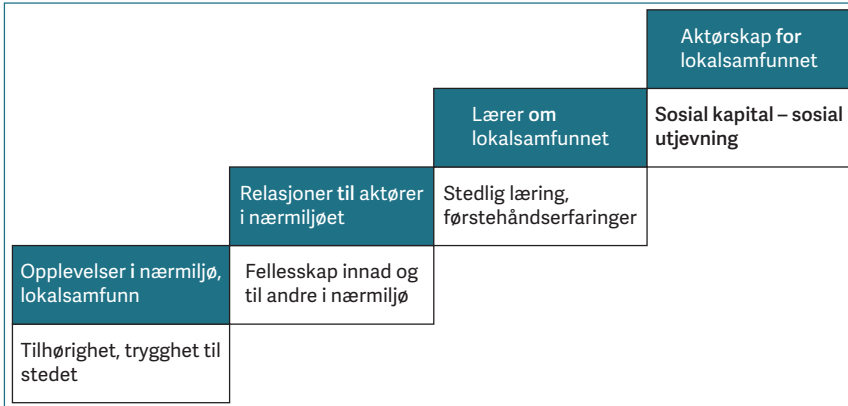 Opplevelser i nærmiljø,
lokalsamfunn
Tilhørighet, trygghet til
stedet
Relasjoner til aktører
i nærmiljøet
Fellesskap innad og
til andre i nærmiljø
Lærer om
lokalsamfunnet
Stedlig læring,
førstehåndserfaringer
Aktørskap for
lokalsamfunnet
Sosial kapital – sosial
utjevning